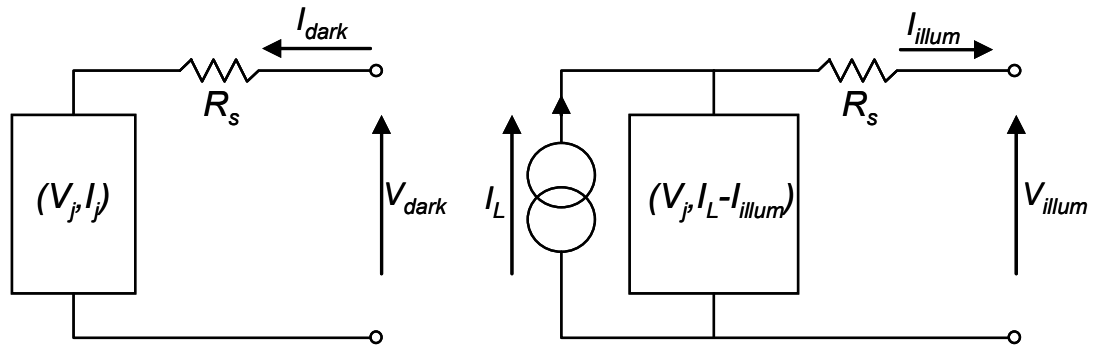 I_dark
R_s
(V_j,I_j)
V_dark
I_illum
R_s
I_L
(V_j,I_L-I_illum)
V_illum